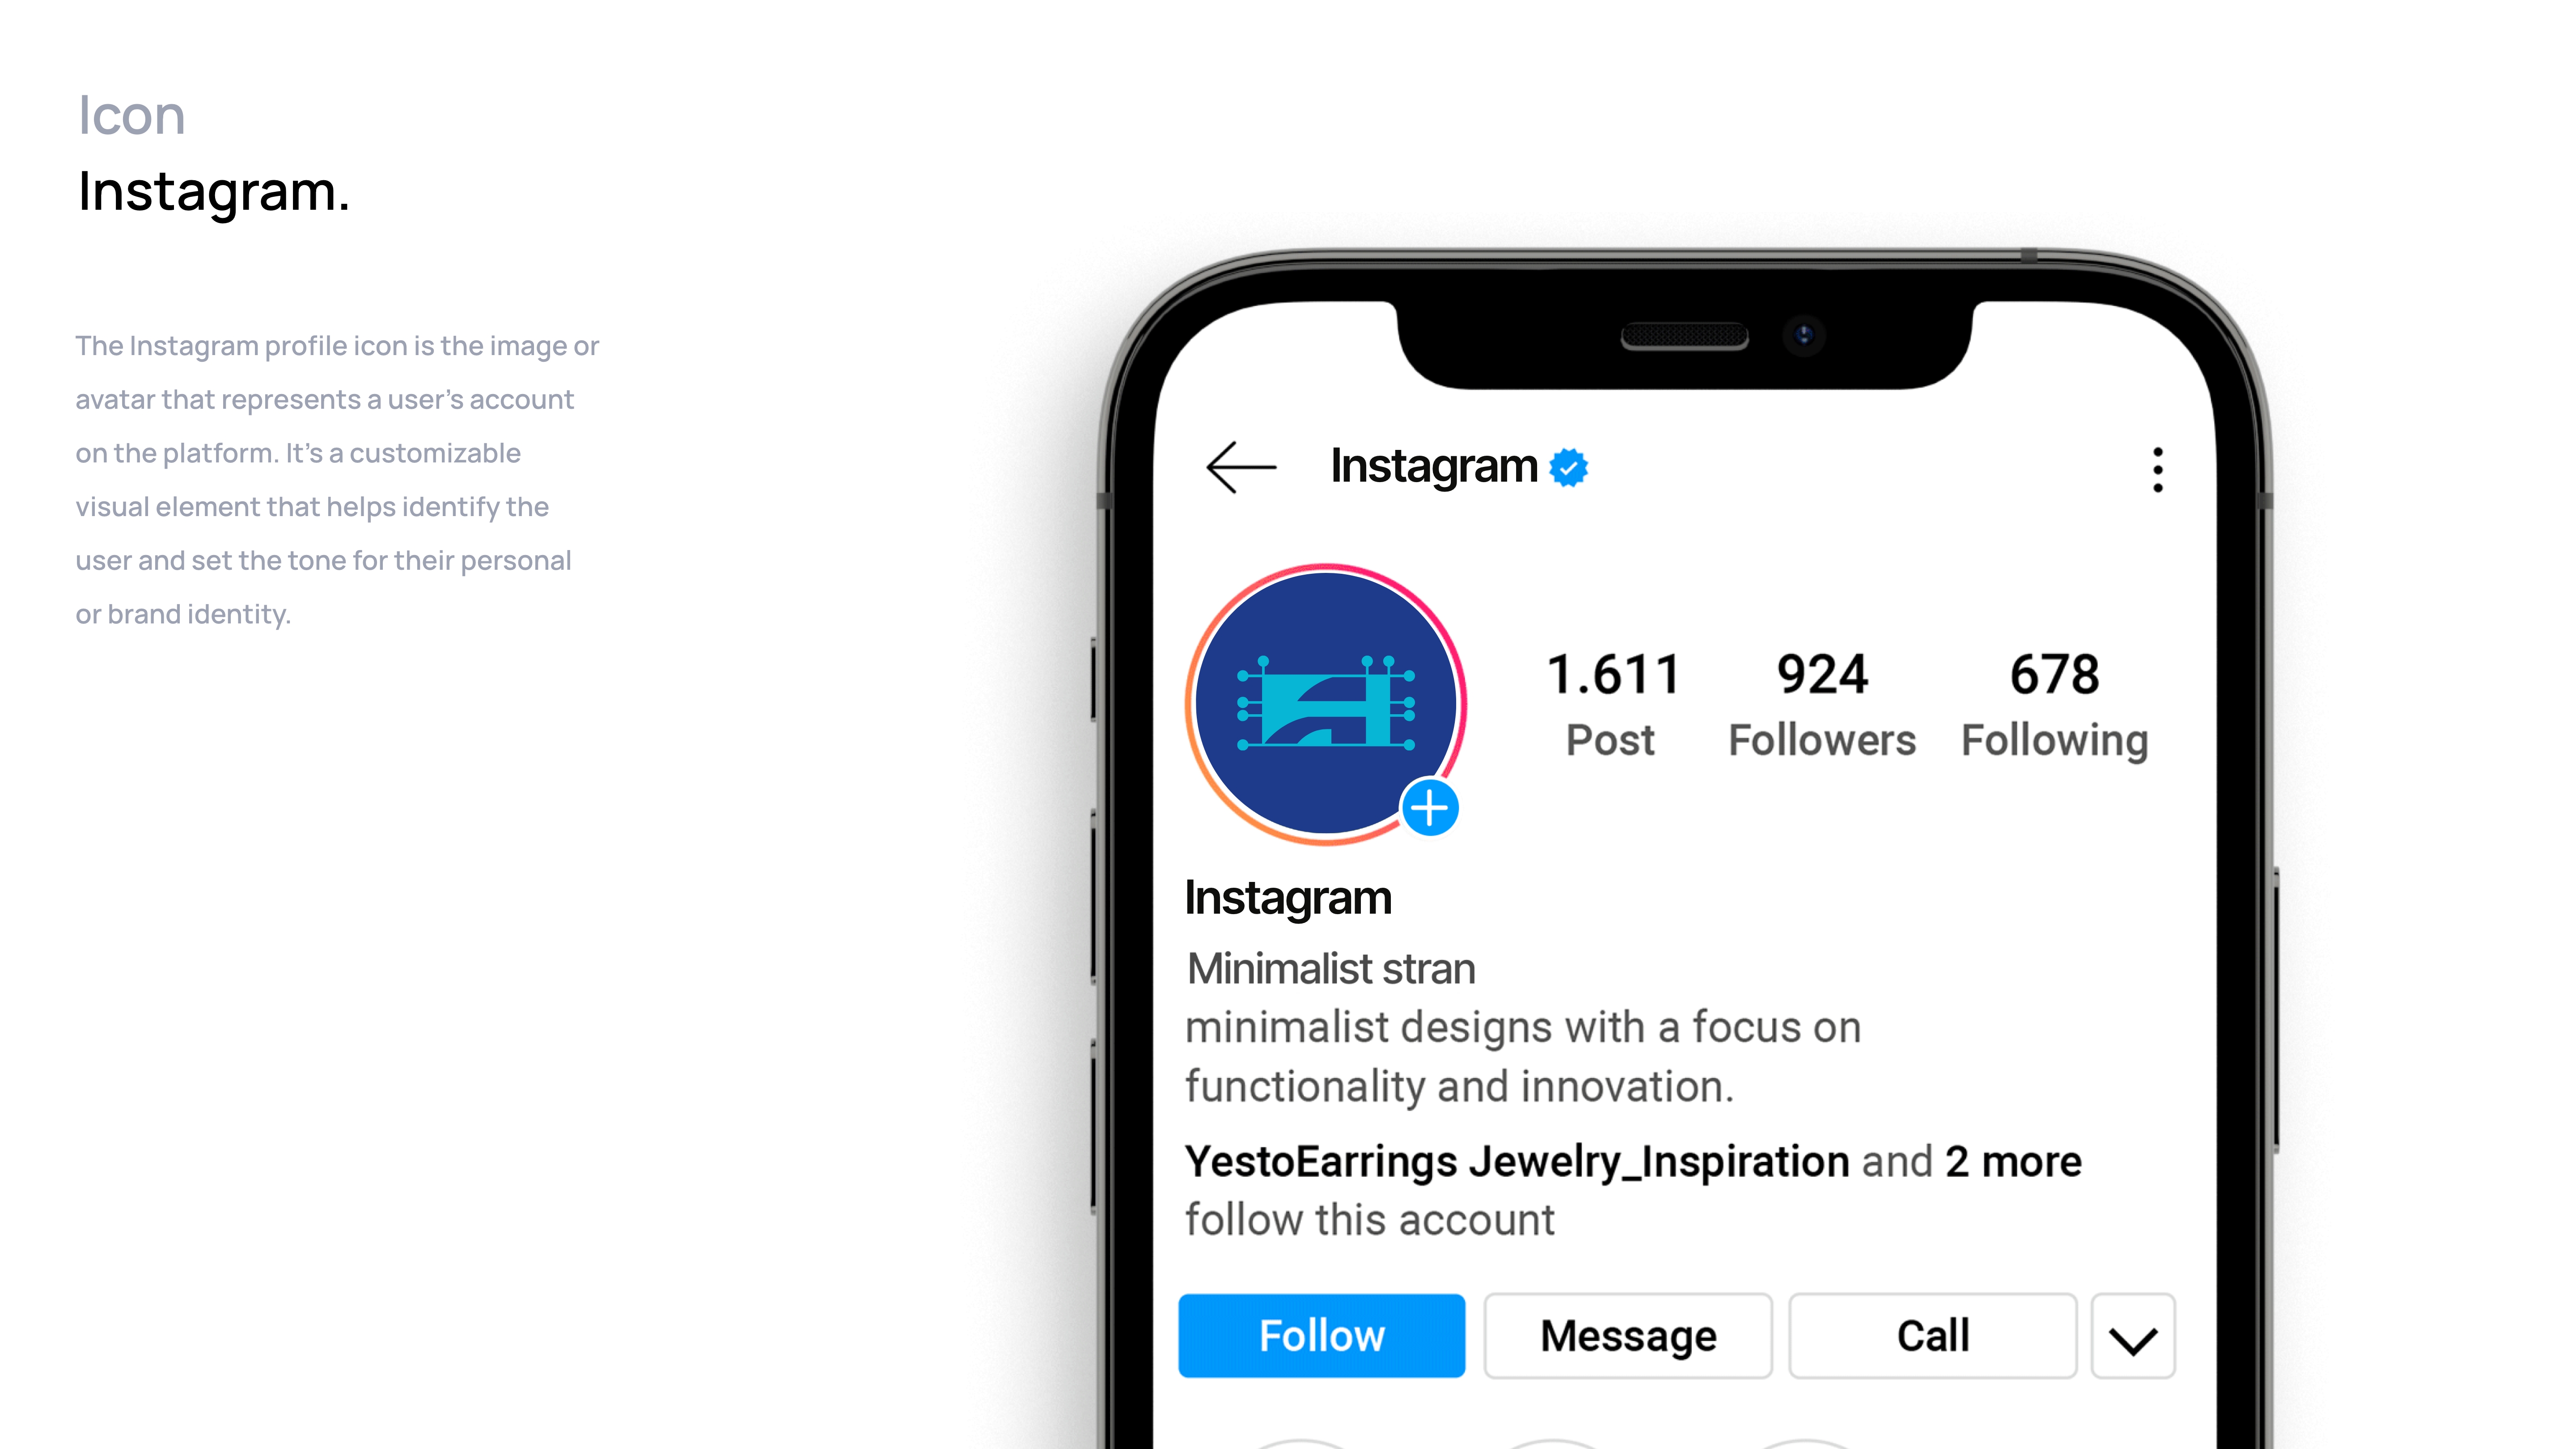 Icon
Instagram.
The Instagram profile icon is the image or
avatar that represents a user’s account
on the platform. It’s a customizable
visual element that helps identify the
user and set the tone for their personal
or brand identity.
Instagram
1.611 924 678
Post Followers Following
Instagram
Minimalist stran
minimalist designs with a focus on
functionality and innovation.
YestoEarrings Jewelry_Inspiration and 2 more
follow this account
Follow Message Call